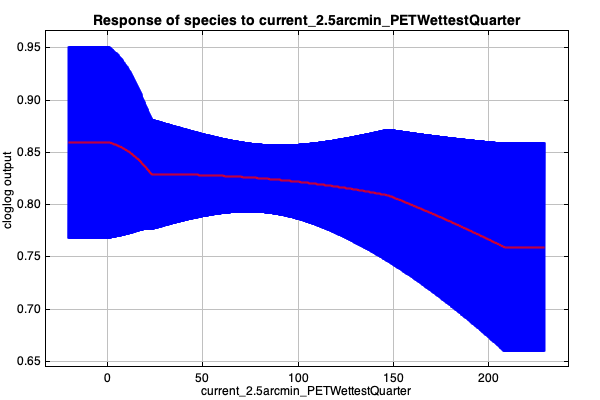 Response of species to current_2.5arcmin_PETWettestQuarter
0.95
0.90
0.85
0.80
0.75
0.70
0.65
cloglog output
0 50 100 150 200
current_2.5arcmin_PETWettestQuarter